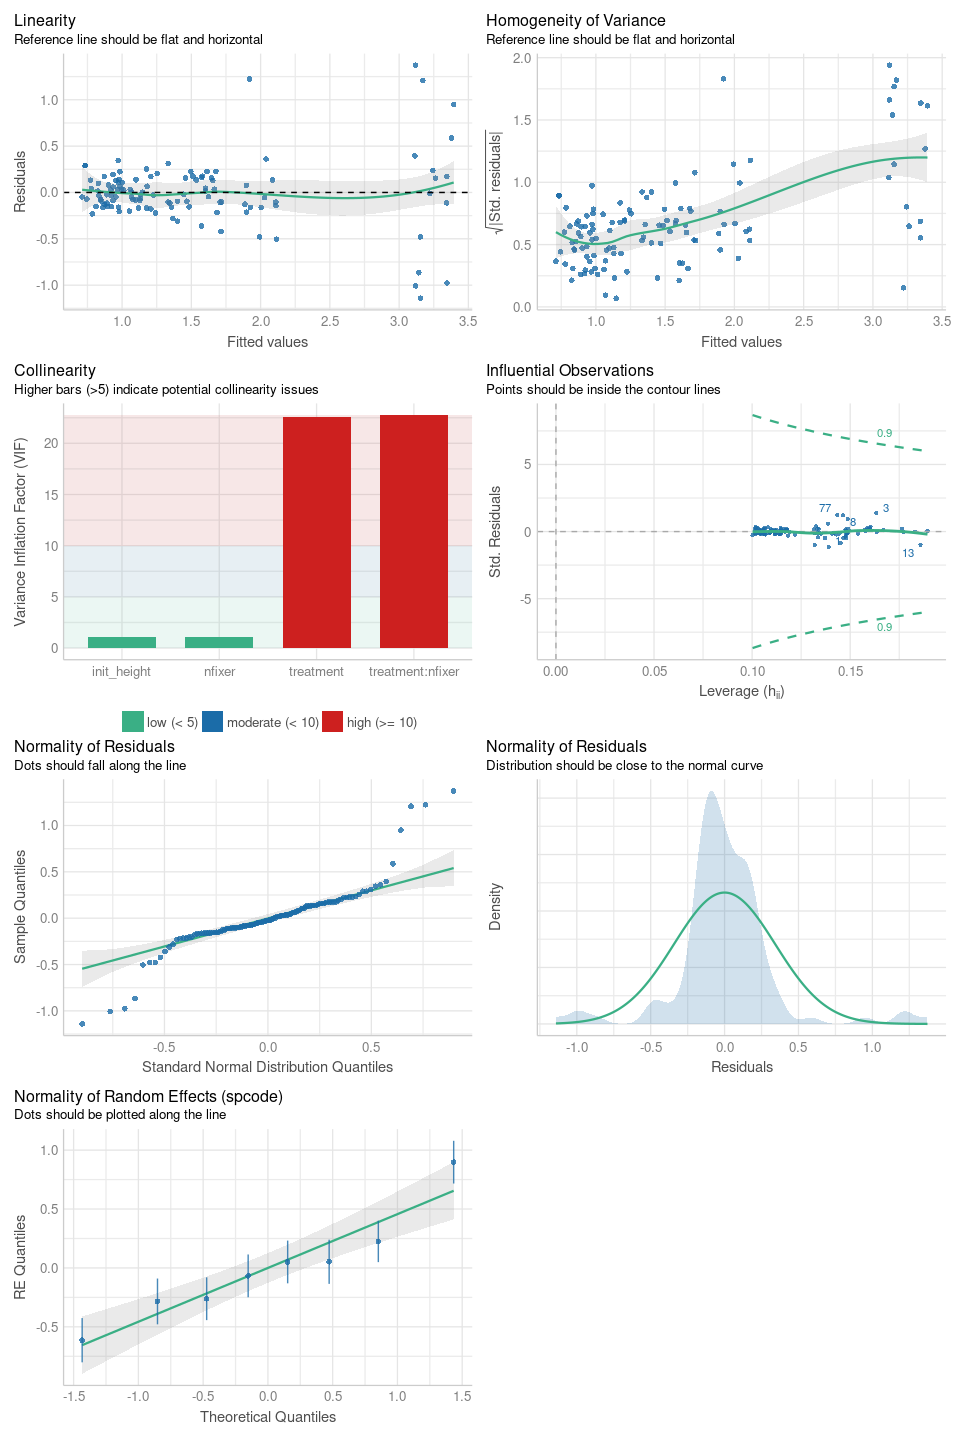 Linearity
Reference line should be flat and horizontal
Residuals
1.0
0.5
0.0
-0.5
-1.0
1.0
1.5
2.0
2.5
3.0
3.5
Fitted values
Homogeneity of Variance
Reference line should be flat and horizontal
√|Std. residuals|
2.0
1.5
1.0
0.5
0.0
1.0
1.5
2.0
2.5
3.0
3.5
Fitted values
Collinearity
Higher bars (>5) indicate potential collinearity issues
Variance Inflation Factor (VIF)
20
15
10
5
0
init_height
nfixer
treatment
treatment:nfixer
low (< 5)
moderate (< 10)
high (>= 10)
Influential Observations
Points should be inside the contour lines
Std. Residuals
5
0
-5
0.9
77
3
8
13
0.9
0.00
0.05
0.10
0.15
Leverage (hii)
Normality of Residuals
Dots should fall along the line
Sample Quantiles
1.0
0.5
0.0
-0.5
-1.0
-0.5
0.0
0.5
Standard Normal Distribution Quantiles
Normality of Residuals
Distribution should be close to the normal curve
Density
-1.0
-0.5
0.0
0.5
1.0
Residuals
Normality of Random Effects (spcode)
Dots should be plotted along the line
RE Quantiles
1.0
0.5
0.0
-0.5
-1.5
-1.0
-0.5
0.0
0.5
1.0
1.5
Theoretical Quantiles